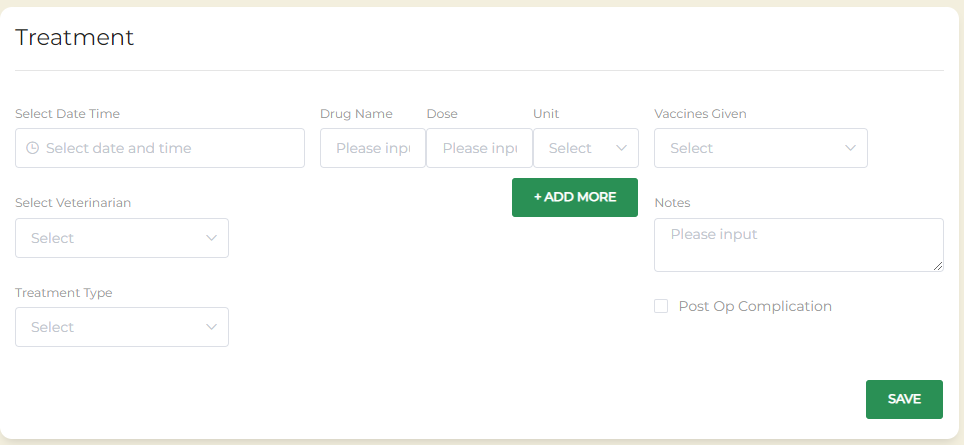 Treatment
Select Date Time
Select date and time
Select Veterinarian
Select
Treatment Type
Select
Drug Name Dose Unit
Please inpu Please inpu Select
+ ADD MORE
Vaccines Given
Select
Notes
Please input
Post Op Complication
SAVE